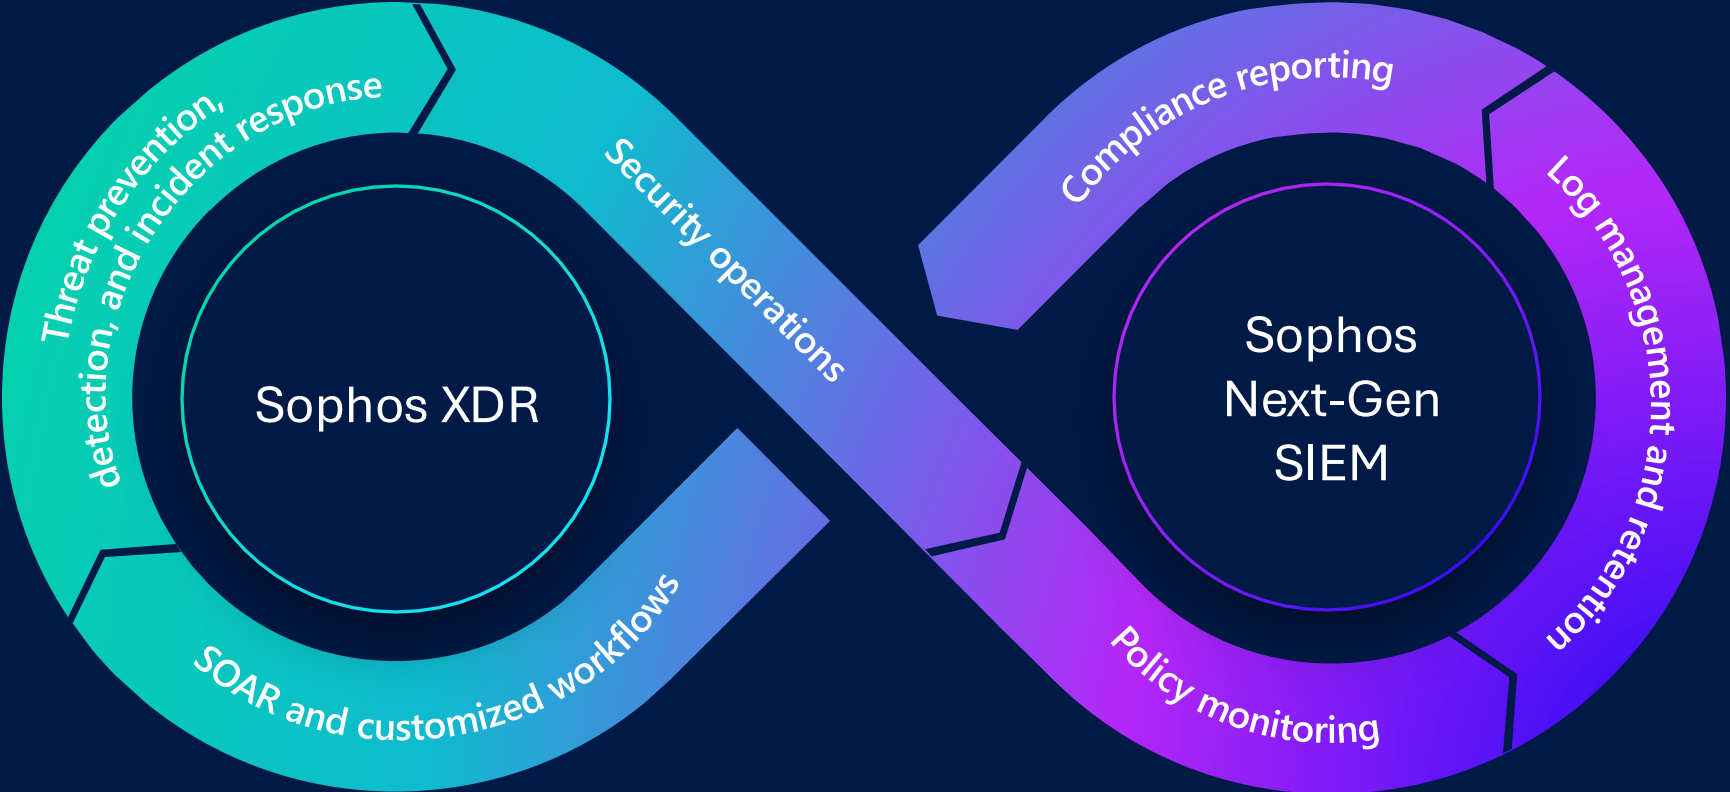 Threat prevention,
detection, and incident response
Security operations
Compliance reporting
Log management and retention
Policy monitoring
SOAR and customized workflows
Sophos XDR
Sophos
Next-Gen
SIEM